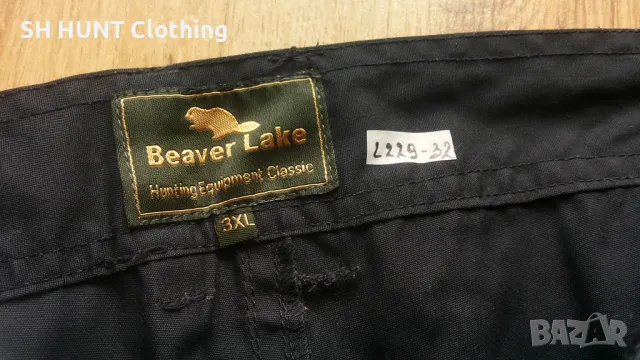 SH HUNT Clothing
Beaver Lake
Hunting Equipment Classic
3XL
L229-32
BAZAR